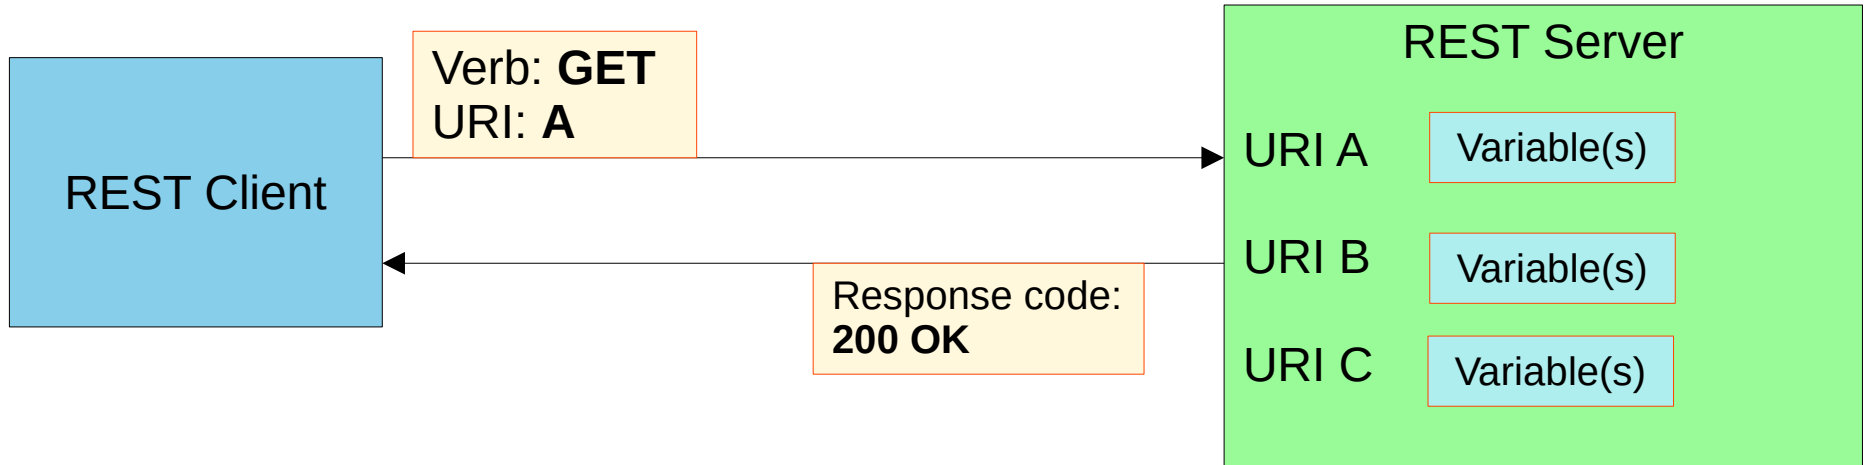 REST Client
Verb: GET
URI: A
Response code:
200 OK
REST Server
URI A
Variable(s)
URI B
Variable(s)
URI C
Variable(s)